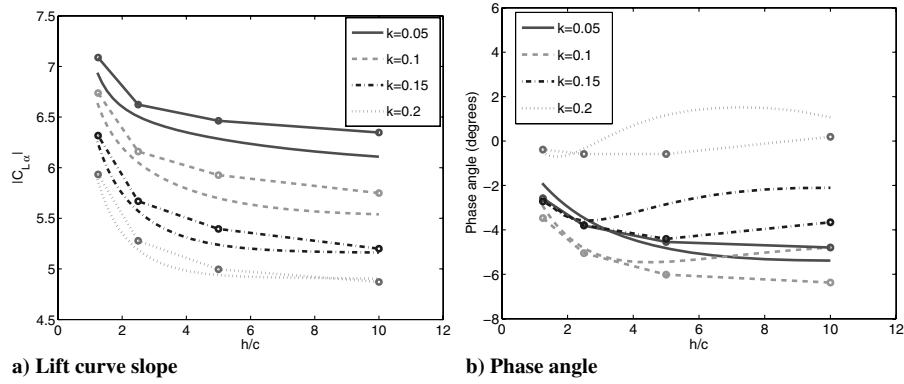 7.5
7
6.5
6
5.5
5
4.5
|C_{Lα}|
0 2 4 6 8 10 12
h/c
k=0.05
k=0.1
k=0.15
k=0.2
a) Lift curve slope
6
4
2
0
−2
−4
−6
−8
Phase angle (degrees)
0 2 4 6 8 10 12
h/c
k=0.05
k=0.1
k=0.15
k=0.2
b) Phase angle